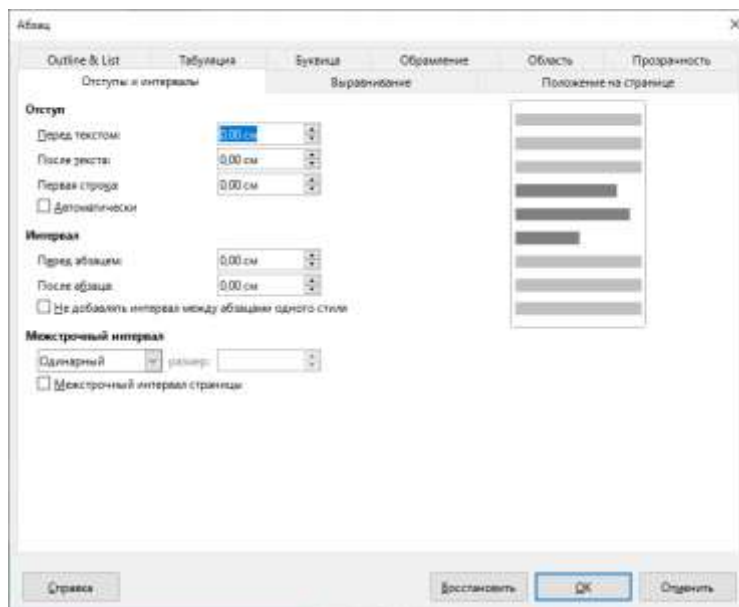 Абзац
Outline & List Табуляция Буквица Обрамление Область Прозрачность
Отступы и интервалы Выравнивание Положение на странице
Отступ
Перед текстом: 0,00 см
После текста: 0,00 см
Первая строка: 0,00 см
Автоматически
Интервал
Перед абзацем: 0,00 см
После абзаца: 0,00 см
Не добавлять интервал между абзацами одного стиля
Межстрочный интервал
Одинарный размер:
Межстрочный интервал страницы
Справка Восстановить ОК Отменить